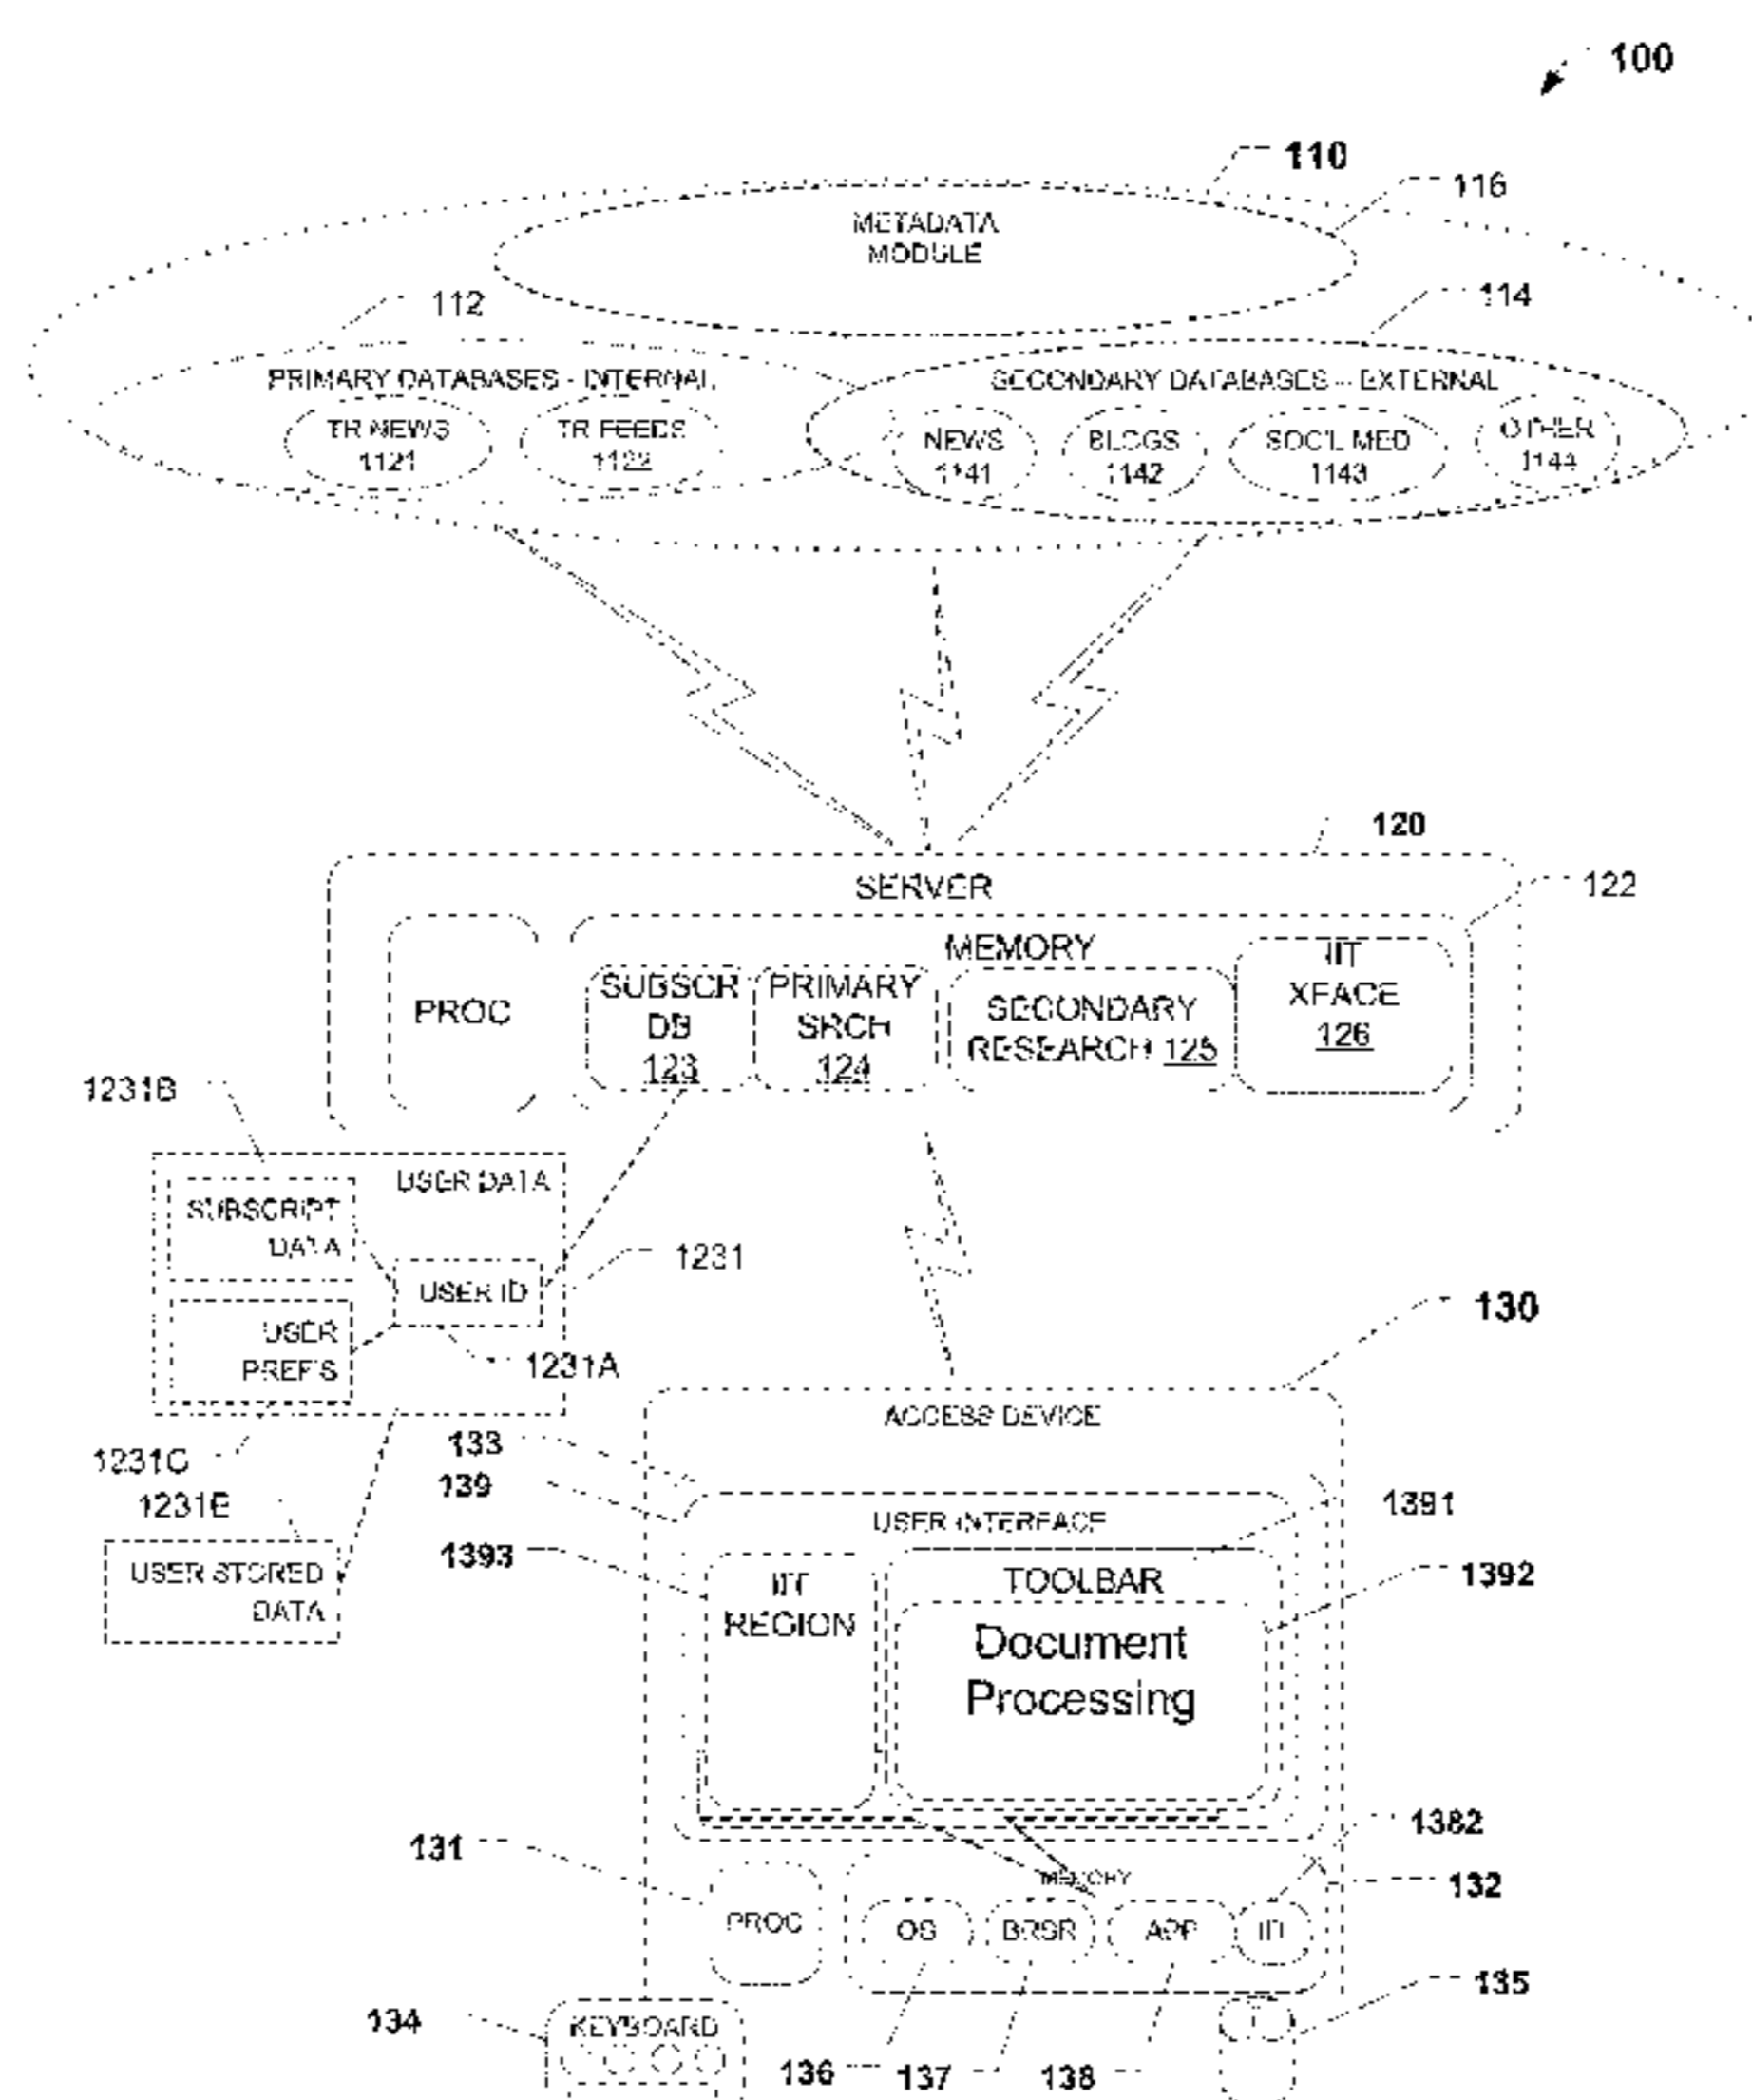 100
110
116
METADATA
MODULE
112
114
PRIMARY DATABASES - INTERNAL
SECONDARY DATABASES - EXTERNAL
TR NEWS
1121
TR FEEDS
1122
NEWS
1141
BLOGS
1142
SOC'L MED
1143
OTHER
1144
120
SERVER
122
MEMORY
PROC
SUBSCR
DB
123
PRIMARY
SRCH
124
SECONDARY
RESEARCH 125
XFACE
126
1231B
USER DATA
SUBSCRIPT
DATA
USER ID
1231
USER
PREFS
1231A
130
ACCESS DEVICE
1231C
133
1231E
139
USER INTERFACE
1391
USER STORED
DATA
1393
REGION
TOOLBAR
1392
Document
Processing
1382
131
MEMORY
132
PROC
OS
BRSR
APP
135
134
KEYBOARD
136
137
138